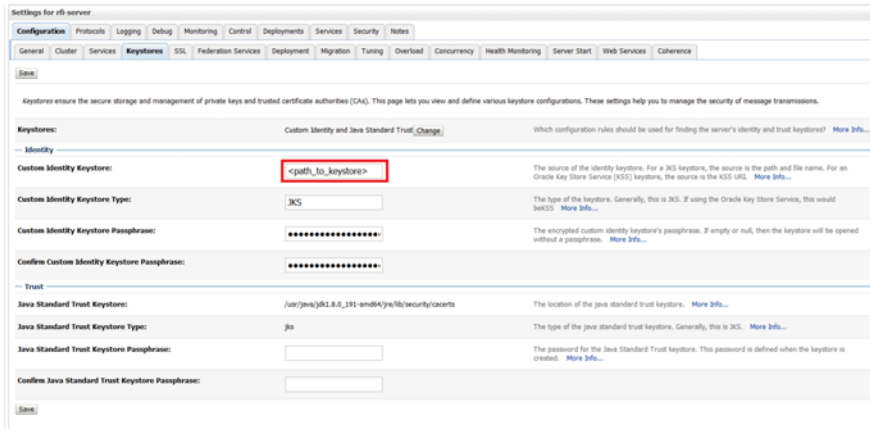 Settings for rfi-server
Configuration Protocols Logging Debug Monitoring Control Deployments Services Security Notes
General Cluster Services Keystores SSL Federation Services Deployment Migration Tuning Overload Concurrency Health Monitoring Server Start Web Services Coherence
Save
Keystores ensure the secure storage and management of private keys and trusted certificate authorities (CAs). This page lets you view and define various keystore configurations. These settings help you to manage the security of message transmissions.
Keystores: Custom Identity and Java Standard Trust Change Which configuration rules should be used for finding the server's identity and trust keystores? More Info...
Identity
Custom Identity Keystore: <path_to_keystore> The source of the identity keystore. For a JKS keystore, the source is the path and file name. For an
Oracle Key Store Service (KSS) keystore, the source is the KSS URI. More Info...
Custom Identity Keystore Type: JKS The type of the keystore. Generally, this is JKS. If using the Oracle Key Store Service, this would
beKSS More Info...
Custom Identity Keystore Passphrase: The encrypted custom identity keystore's passphrase. If empty or null, then the keystore will be opened
without a passphrase. More Info...
Confirm Custom Identity Keystore Passphrase:
Trust
Java Standard Trust Keystore: /usr/java/jdk1.8.0_191-amd64/jre/lib/security/cacerts The location of the java standard trust keystore. More Info...
Java Standard Trust Keystore Type: jks The type of the java standard trust keystore. Generally, this is JKS. More Info...
Java Standard Trust Keystore Passphrase: The password for the Java Standard Trust keystore. This password is defined when the keystore is
created. More Info...
Confirm Java Standard Trust Keystore Passphrase:
Save